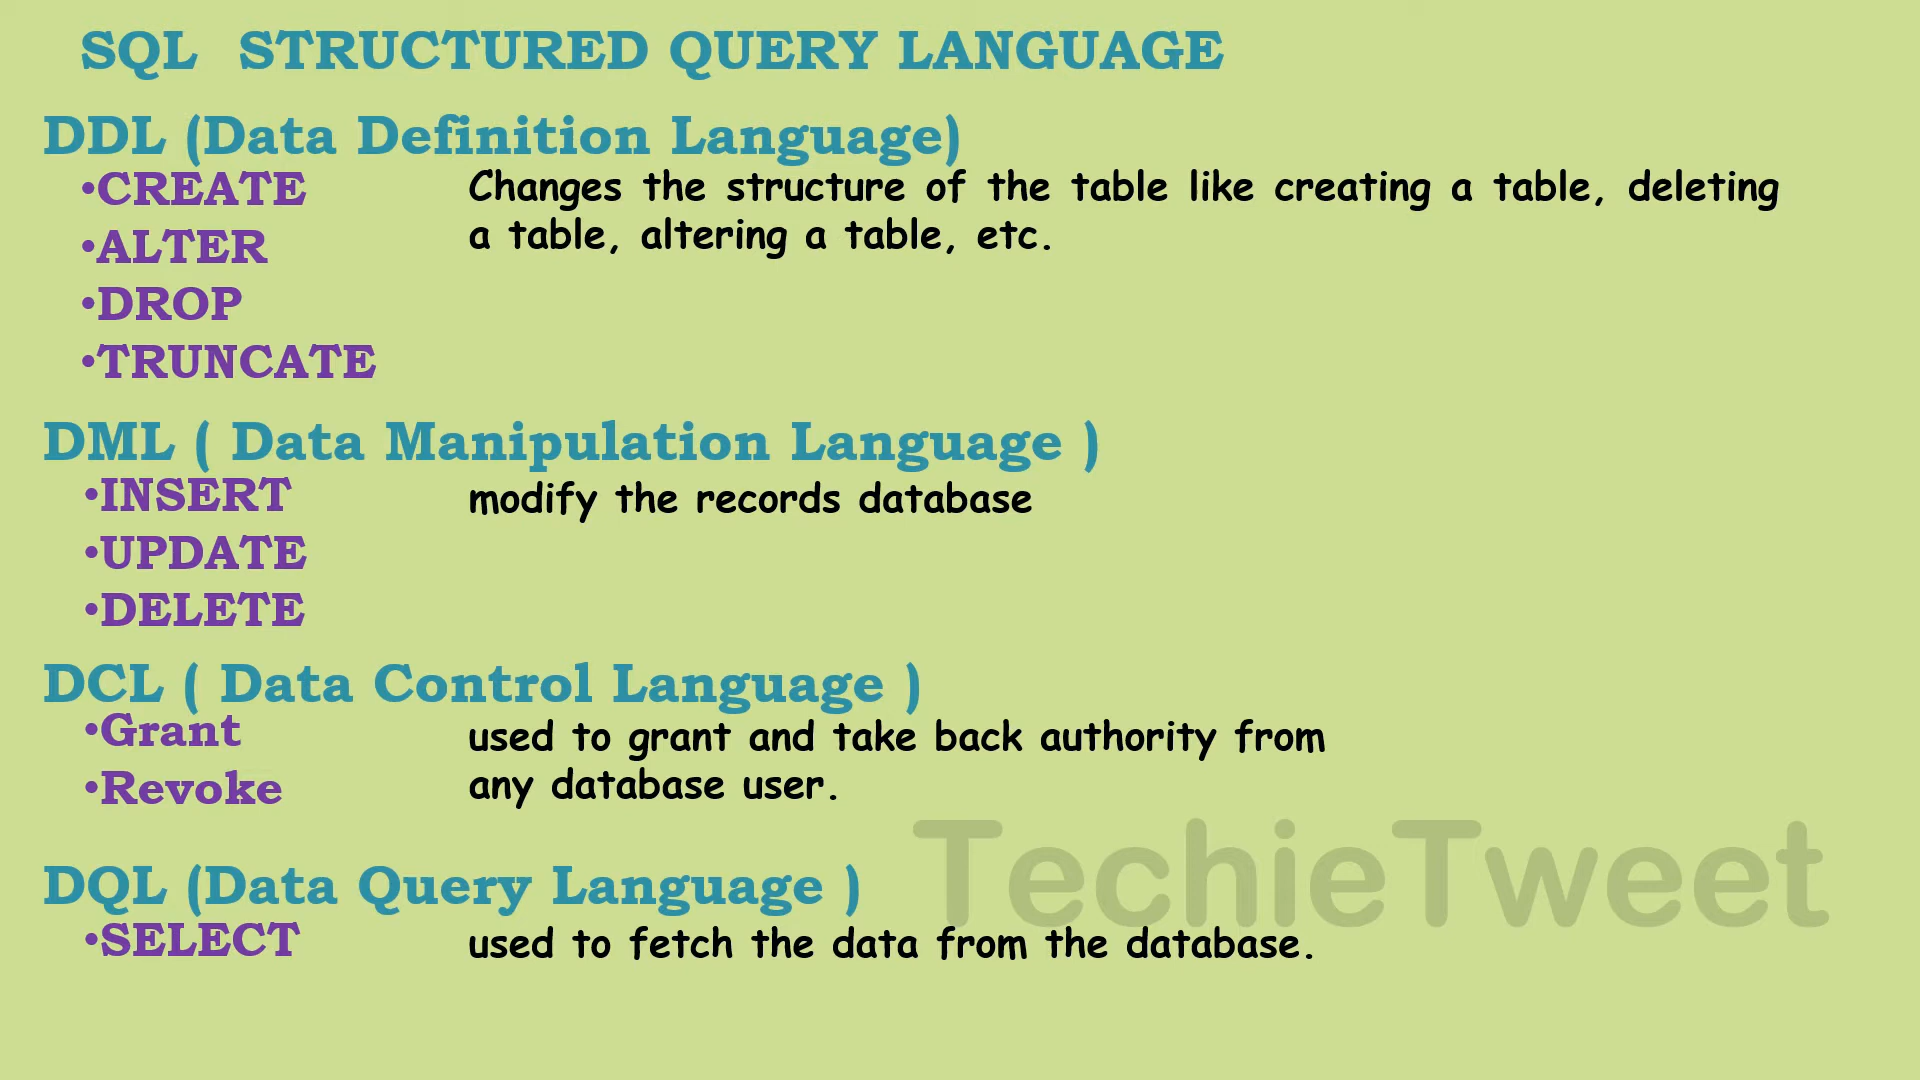 SQL STRUCTURED QUERY LANGUAGE
DDL (Data Definition Language)
•CREATE
Changes the structure of the table like creating a table, deleting
a table, altering a table, etc.
•ALTER
•DROP
•TRUNCATE
DML ( Data Manipulation Language )
•INSERT
modify the records database
•UPDATE
•DELETE
DCL ( Data Control Language )
•Grant
used to grant and take back authority from
any database user.
•Revoke
TechieTweet
DQL (Data Query Language )
•SELECT
used to fetch the data from the database.